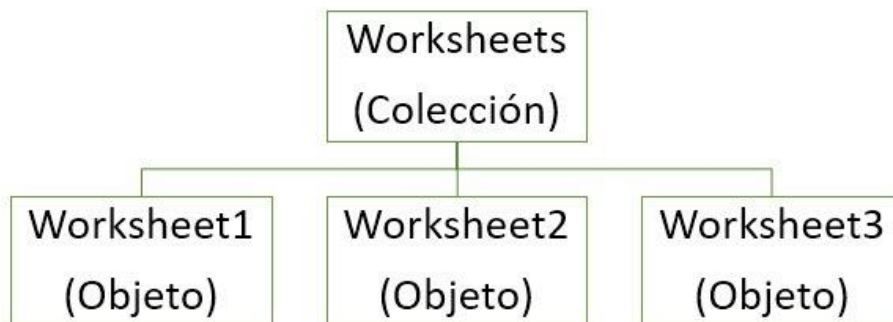 Worksheets
(Colección)
Worksheet1
(Objeto)
Worksheet2
(Objeto)
Worksheet3
(Objeto)